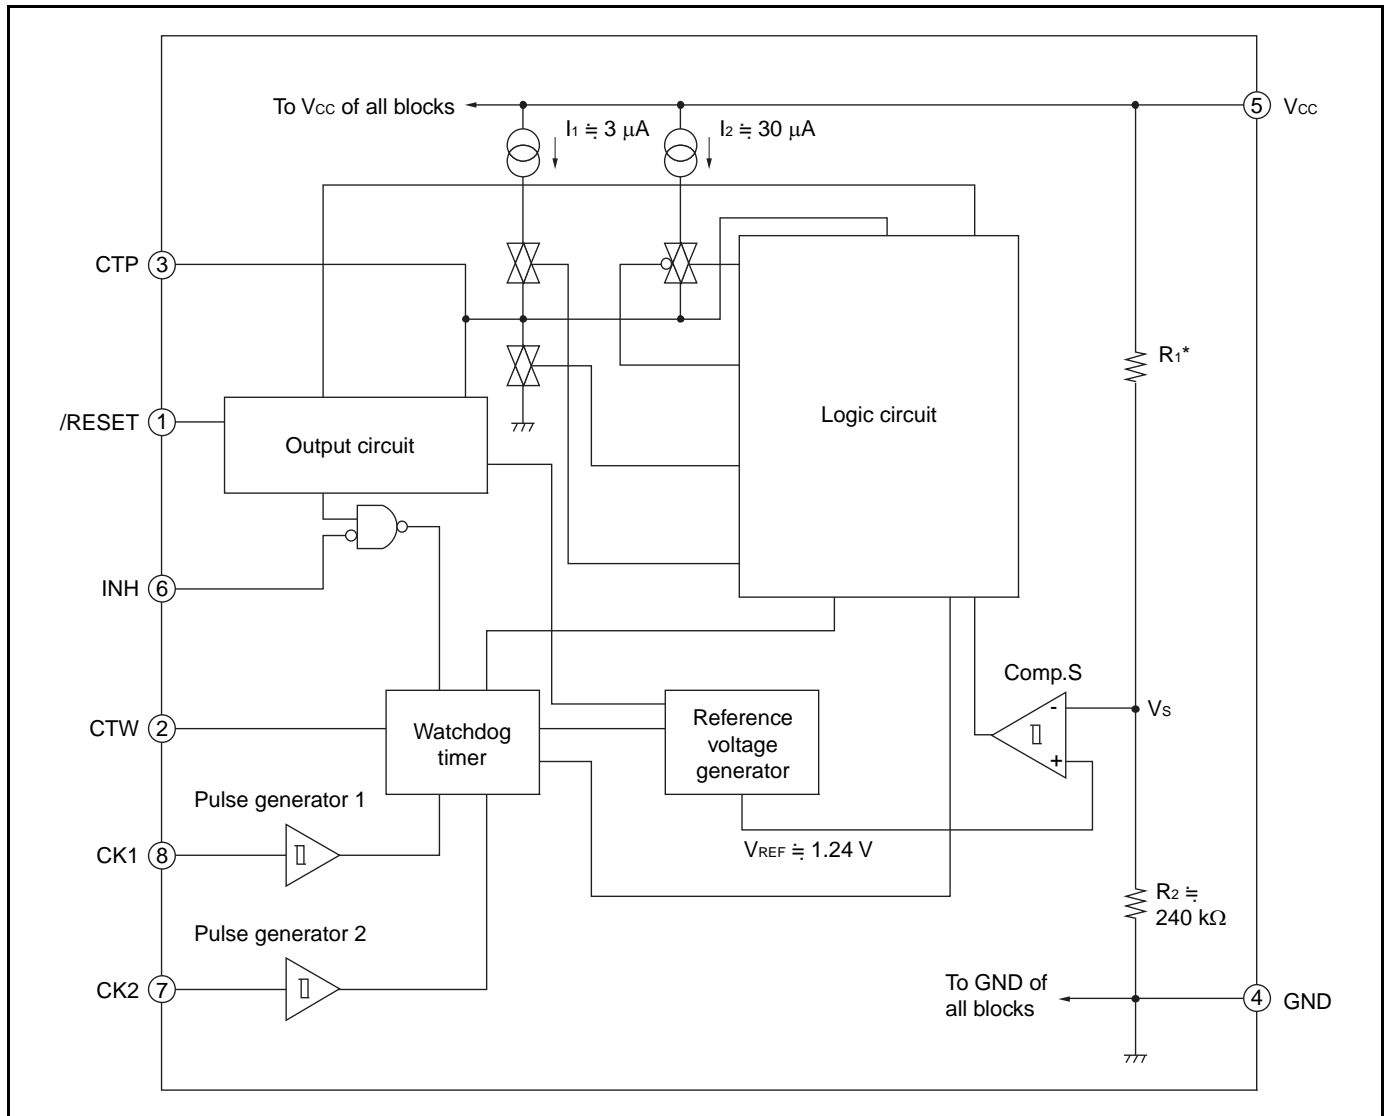 To VCC of all blocks
I1 ≒ 3 μA
I2 ≒ 30 μA
5 VCC
CTP 3
R1*
/RESET 1
Output circuit
Logic circuit
INH 6
Comp.S
-
VS
+
CTW 2
Watchdog
timer
Reference
voltage
generator
Pulse generator 1
VREF ≒ 1.24 V
CK1 8
R2 ≒
240 kΩ
Pulse generator 2
CK2 7
To GND of
all blocks
4 GND